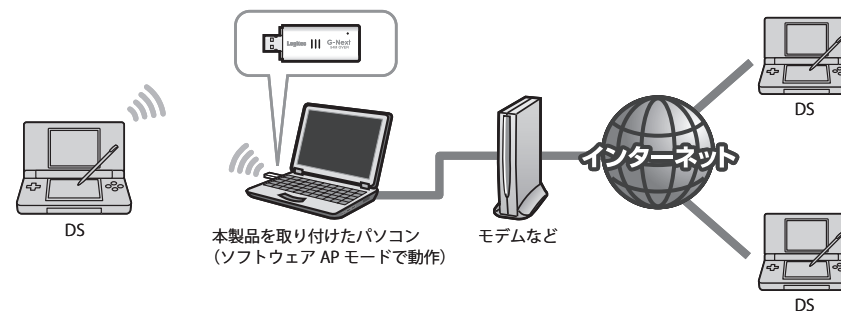 Logitec
G-Next
DS
インターネット
DS
本製品を取り付けたパソコン
（ソフトウェア AP モードで動作）
モデムなど
DS